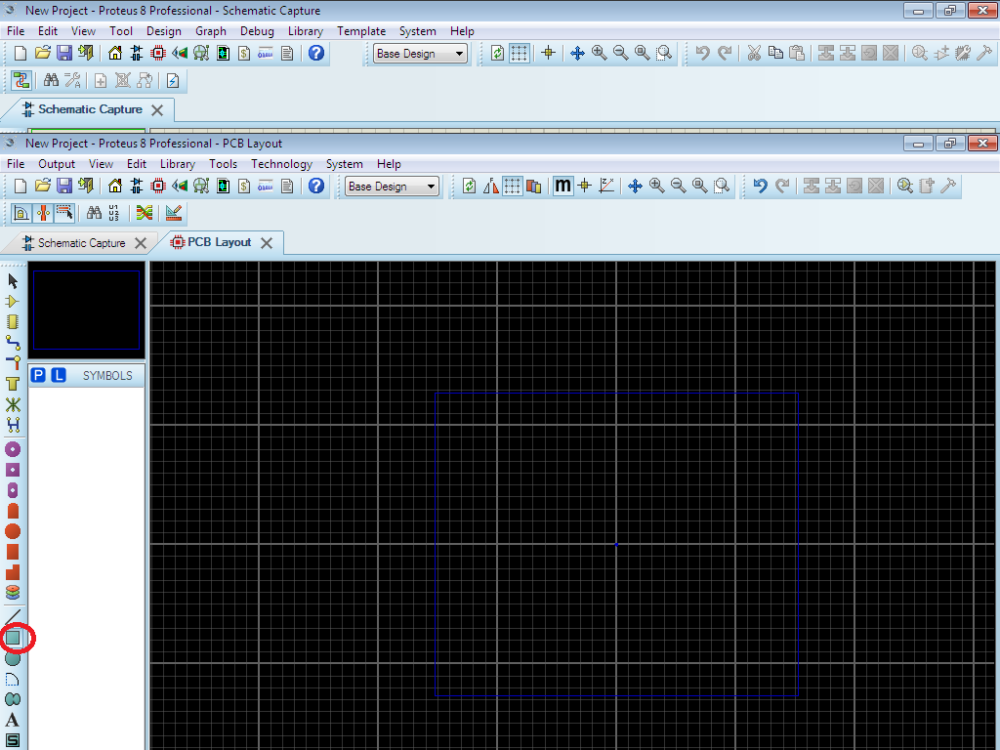 New Project - Proteus 8 Professional - Schematic Capture
File Edit View Tool Design Graph Debug Library Template System Help
$ ? Base Design
Schematic Capture
New Project - Proteus 8 Professional - PCB Layout
File Output View Edit Library Tools Technology System Help
$ ? Base Design m
Schematic Capture PCB Layout
P L SYMBOLS
A
S